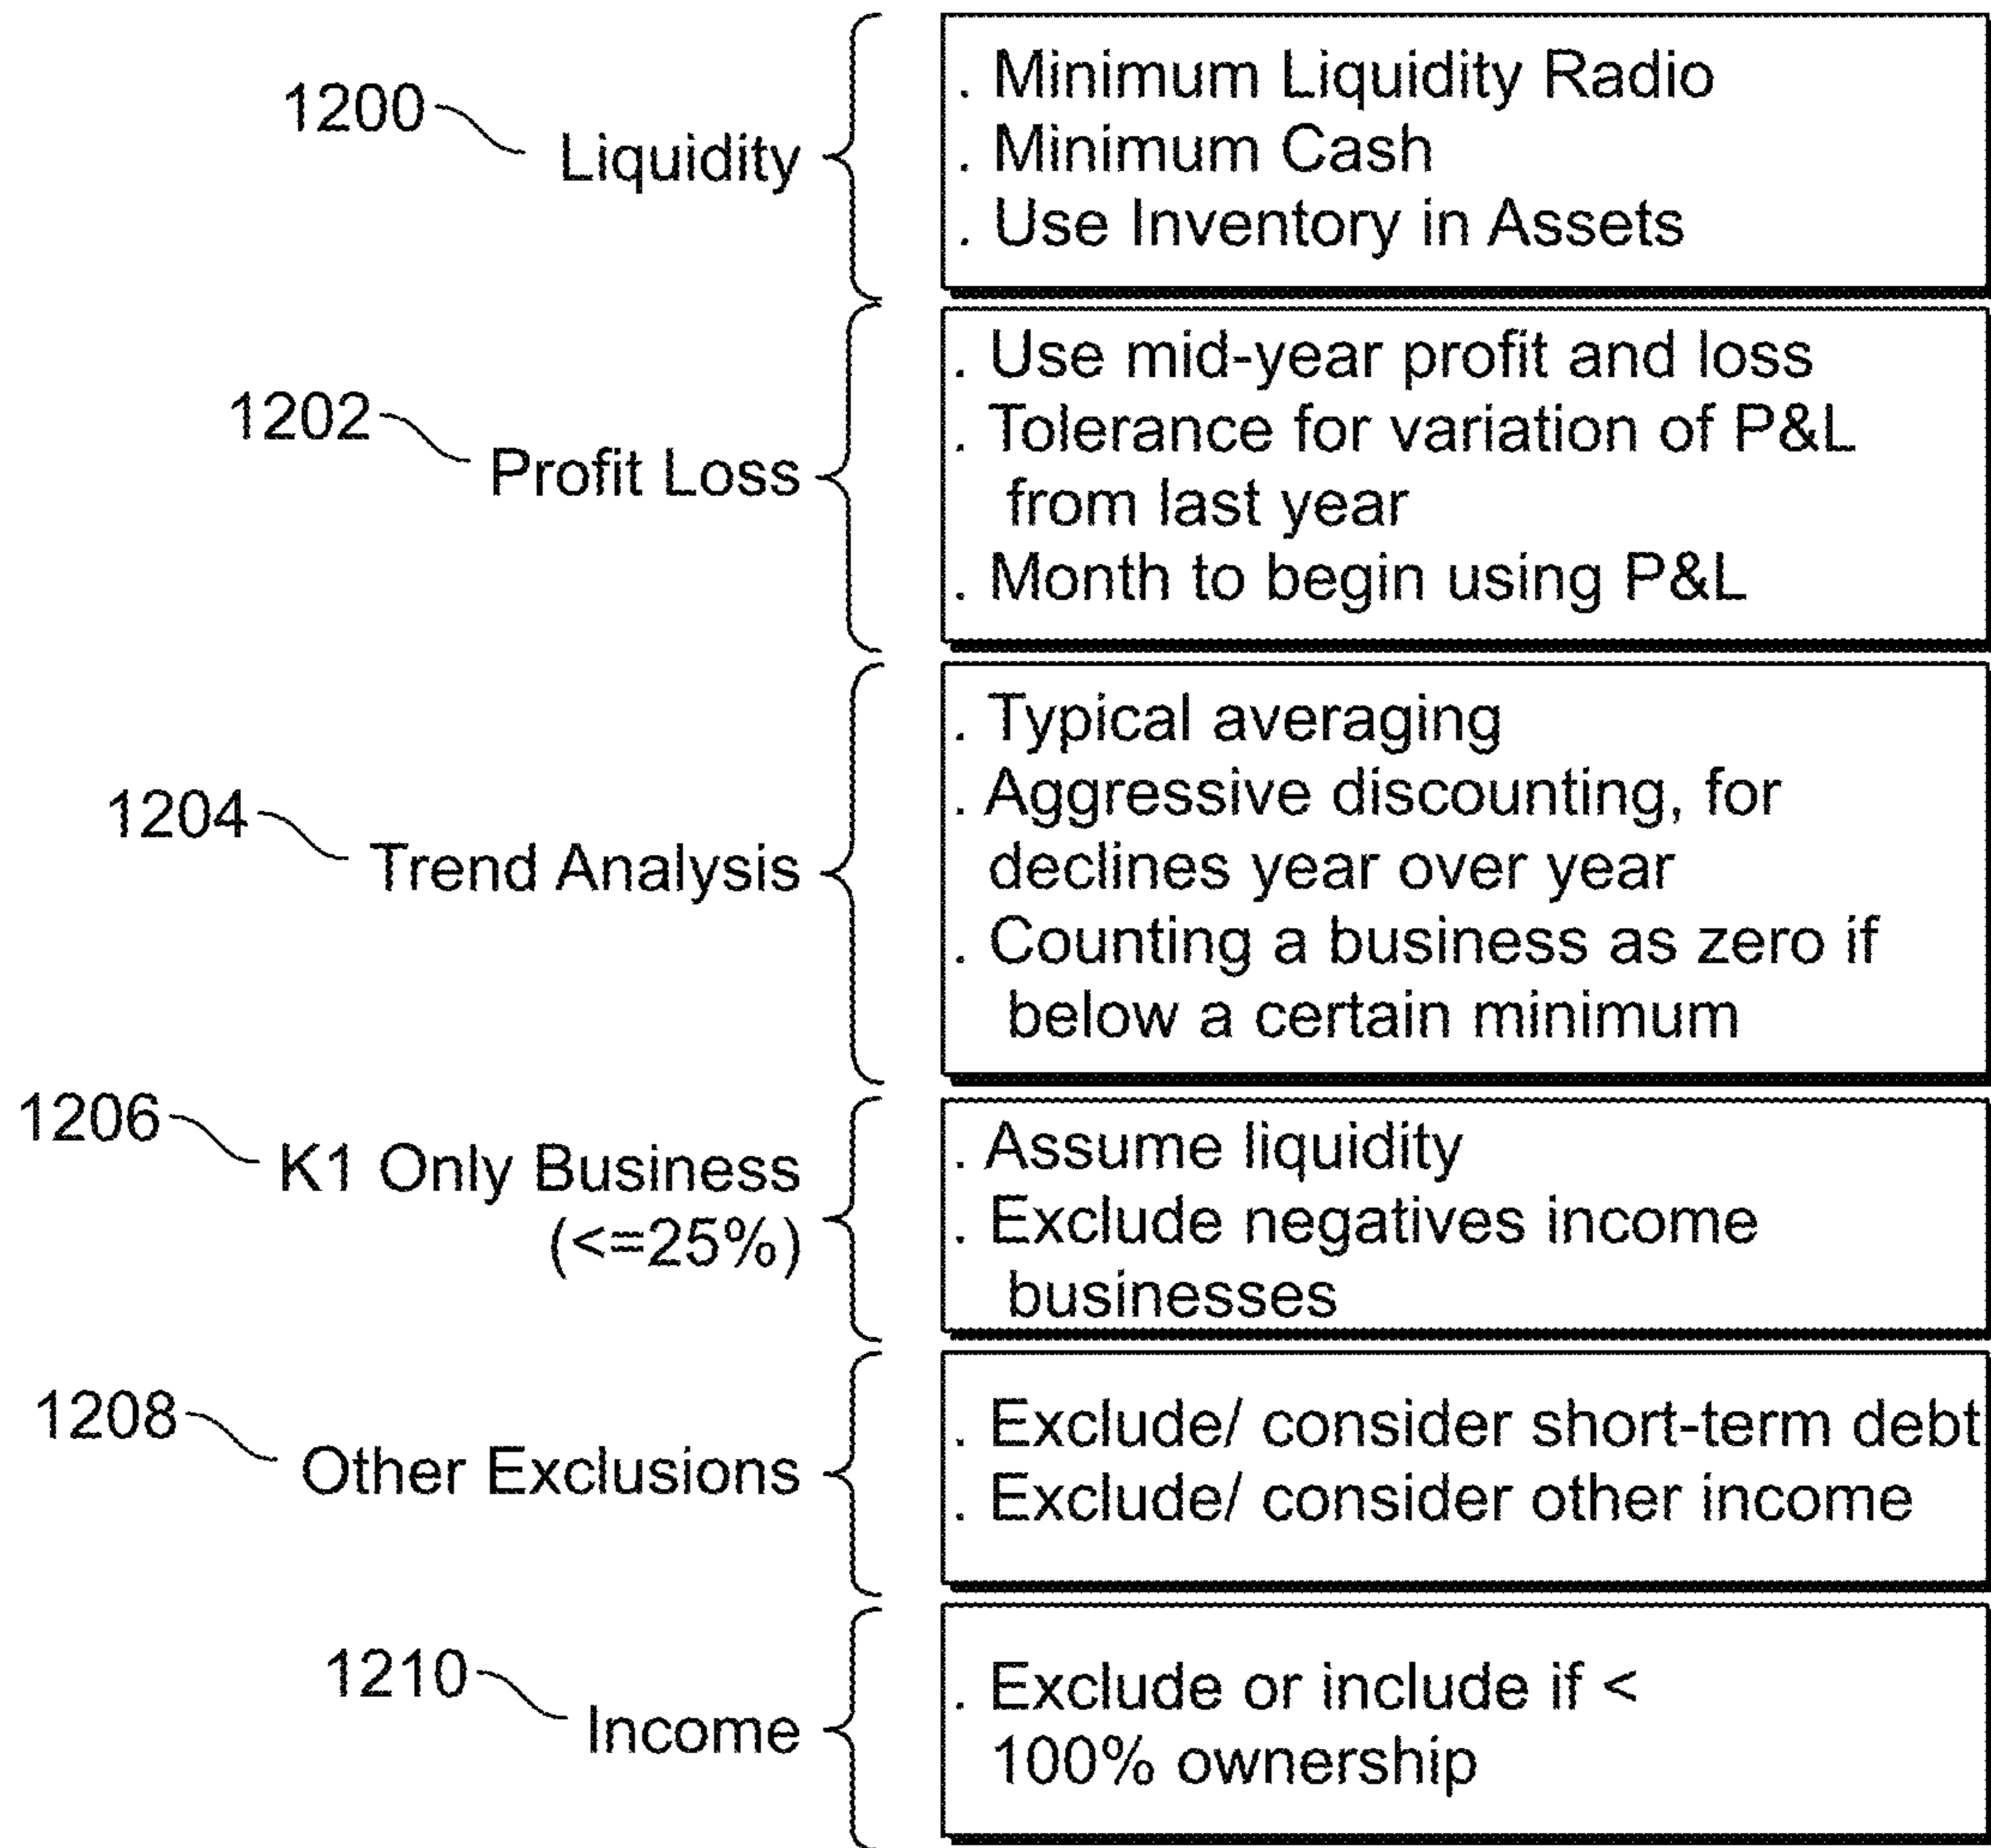 1200
Liquidity
. Minimum Liquidity Radio
. Minimum Cash
. Use Inventory in Assets
1202
Profit Loss
. Use mid-year profit and loss
. Tolerance for variation of P&L
from last year
. Month to begin using P&L
1204
Trend Analysis
. Typical averaging
. Aggressive discounting, for
declines year over year
. Counting a business as zero if
below a certain minimum
1206
K1 Only Business
(<=25%)
. Assume liquidity
. Exclude negatives income
businesses
1208
Other Exclusions
. Exclude/ consider short-term debt
. Exclude/ consider other income
1210
Income
. Exclude or include if <
100% ownership